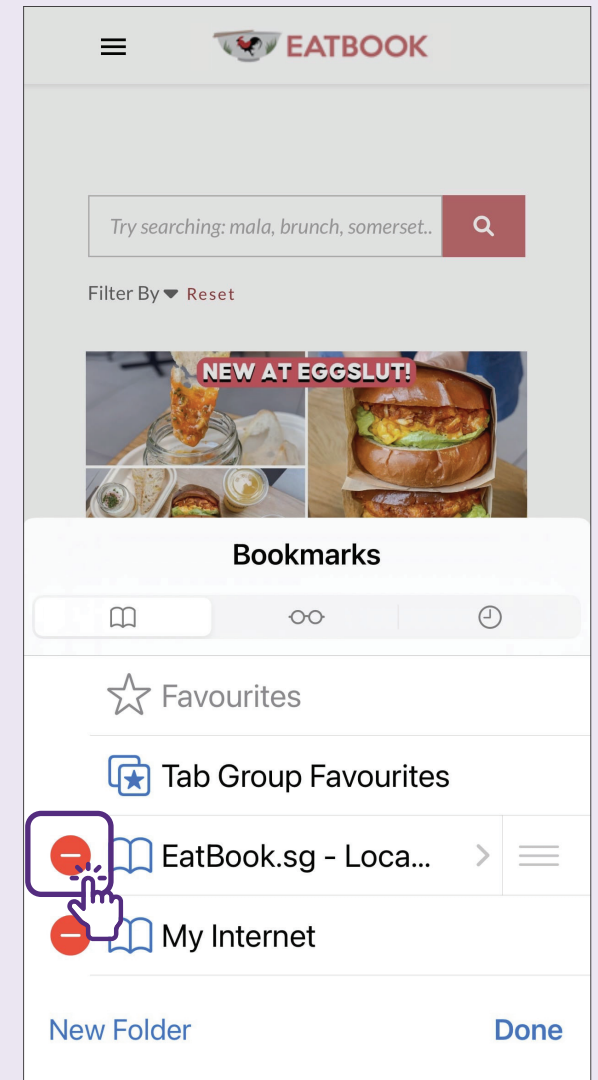 EATBOOK
Try searching: mala, brunch, somerset..
Filter By Reset
NEW AT EGGSLUT!
Bookmarks
Favourites
Tab Group Favourites
EatBook.sg - Loca...
My Internet
New Folder Done